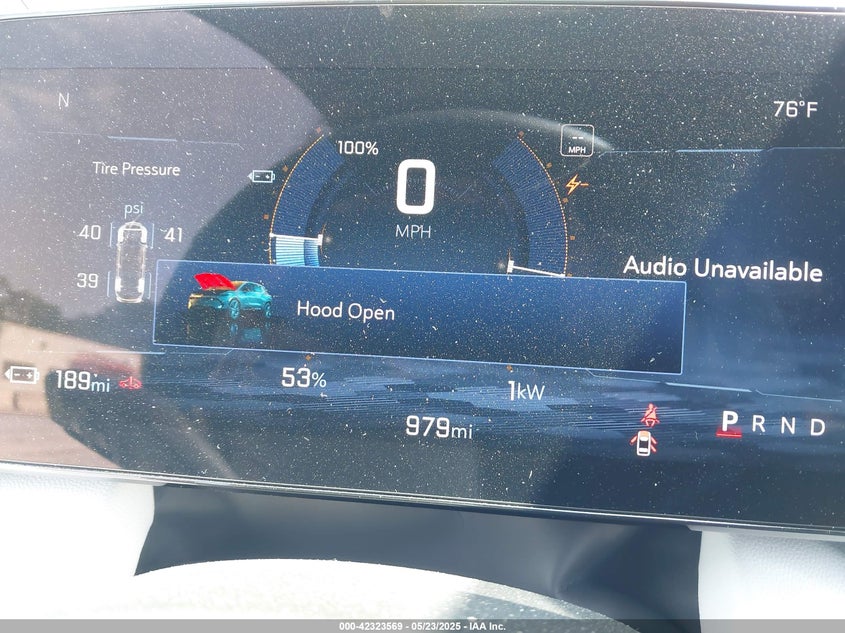 N
76°F
100%
--
MPH
Tire Pressure
0
psi
MPH
40
41
Audio Unavailable
39
Hood Open
189mi
53%
1kW
P R N D
979mi
000-42323569 • 05/23/2025 • IAA Inc.